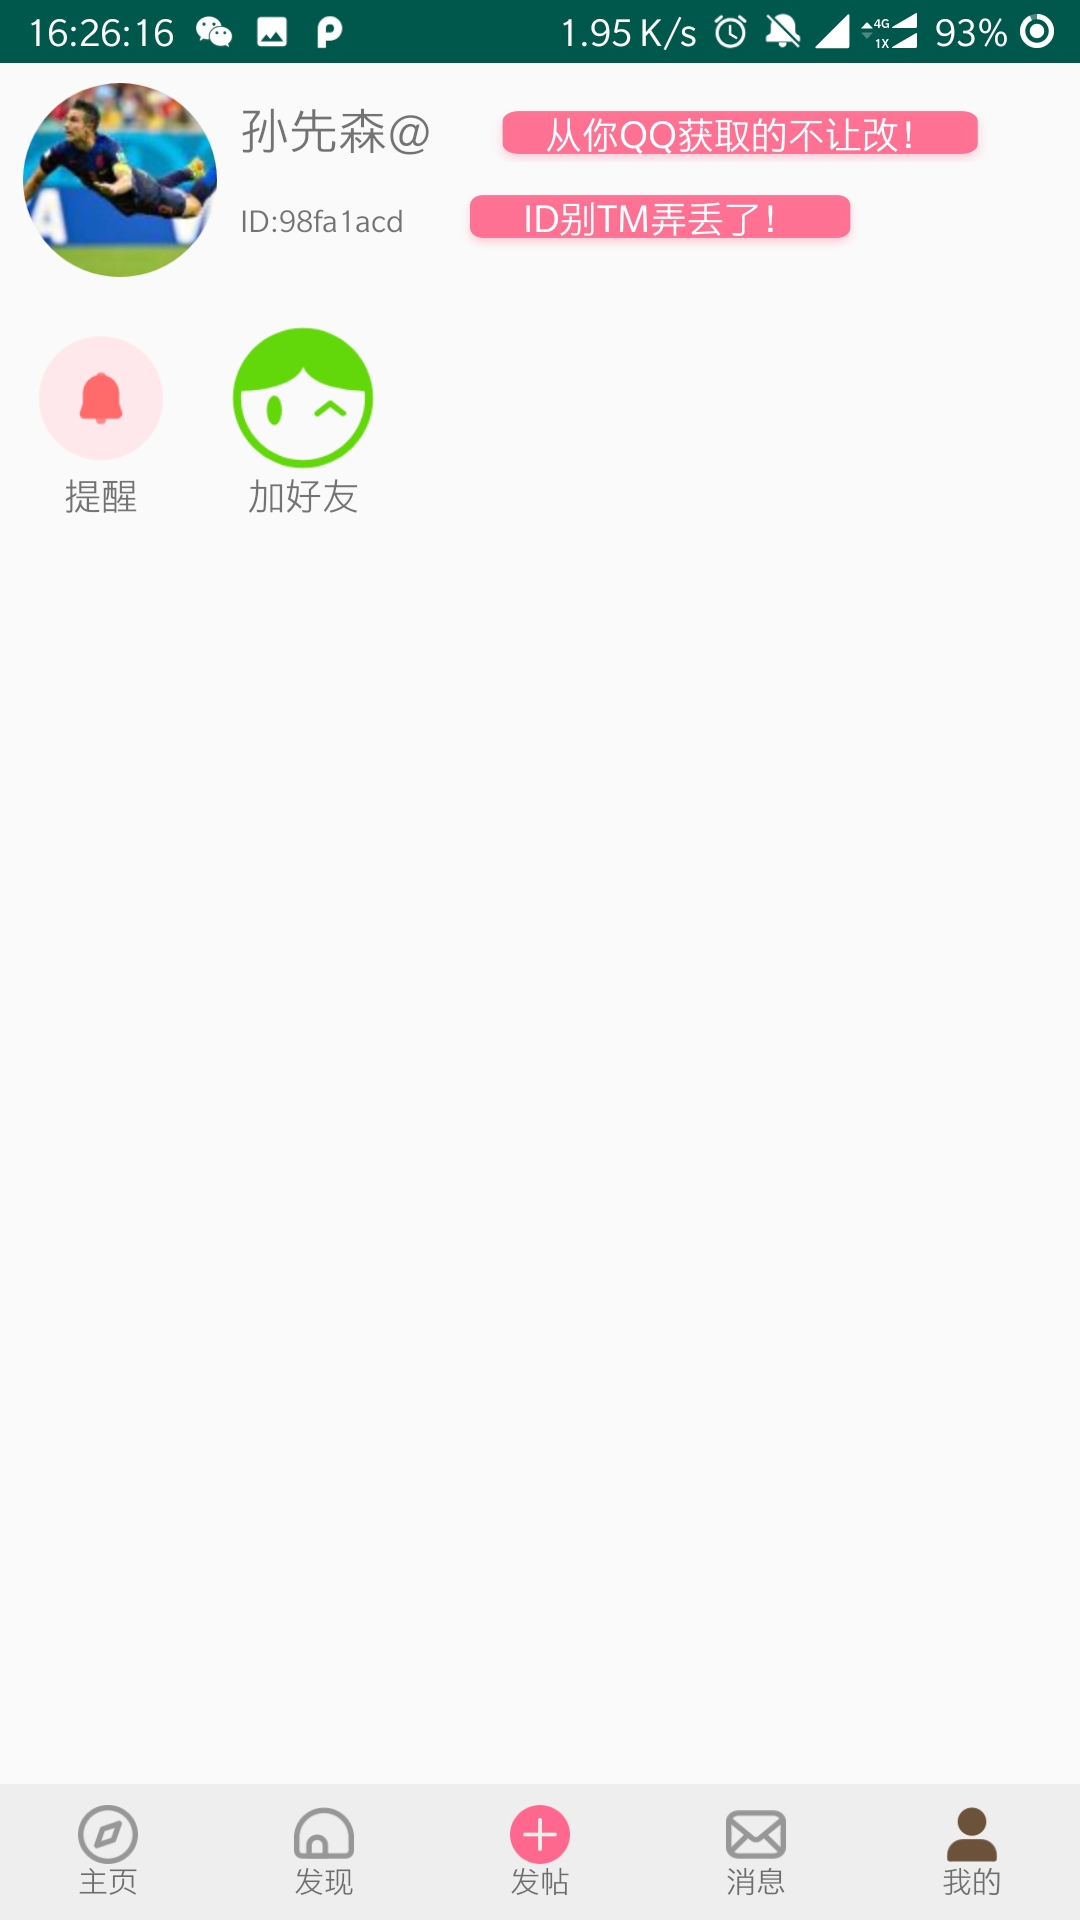 16:26:16 1.95 K/s 4G 1X 93%
孙先森@ 从你QQ获取的不让改！
ID:98fa1acd ID别TM弄丢了！
提醒 加好友
主页 发现 发帖 消息 我的